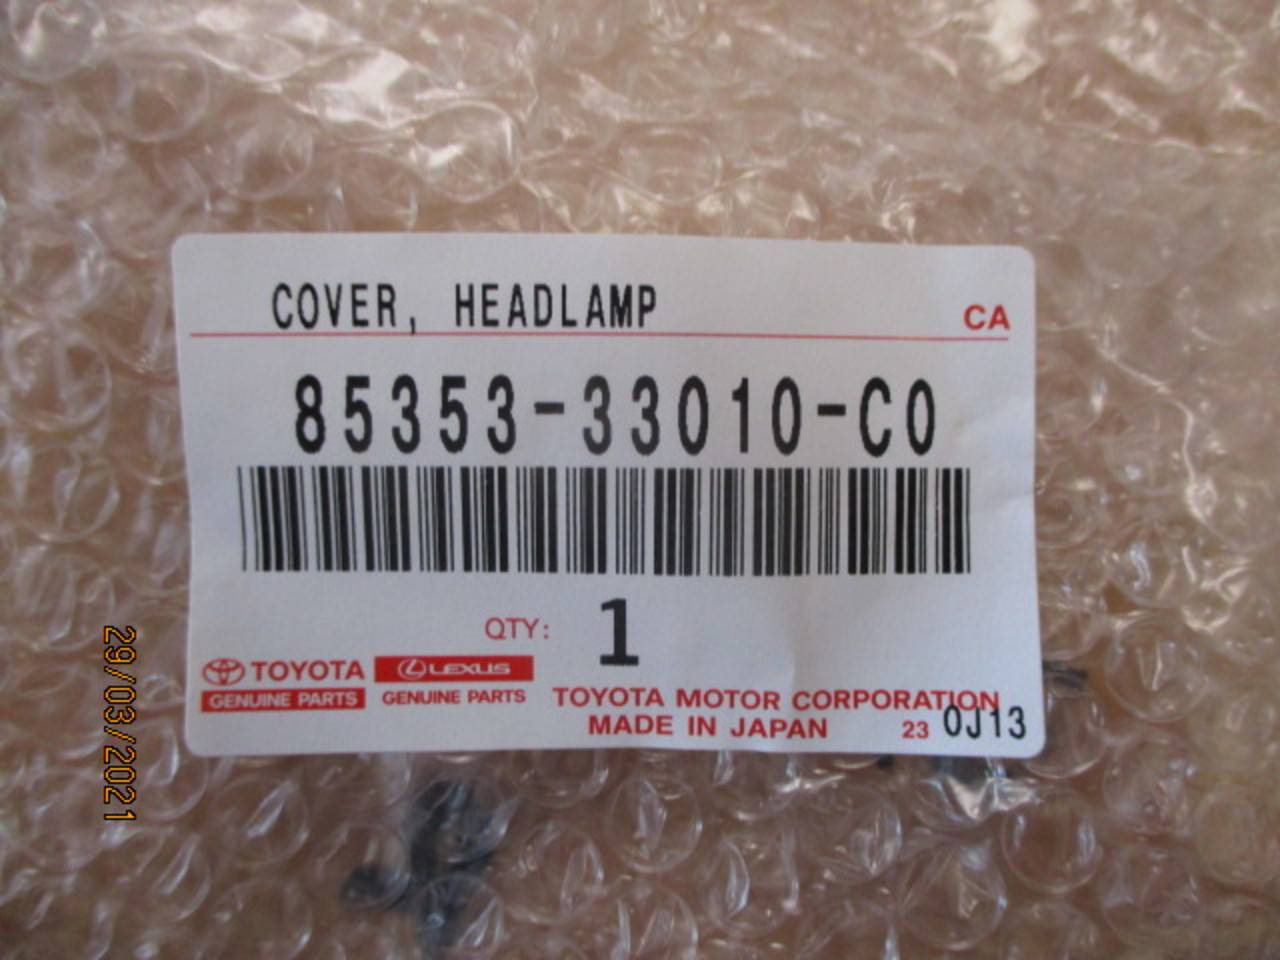 COVER, HEADLAMP
CA
85353-33010-C0
QTY: 1
TOYOTA
GENUINE PARTS
LEXUS
GENUINE PARTS
TOYOTA MOTOR CORPORATION
MADE IN JAPAN
23 0J13
29/03/2021